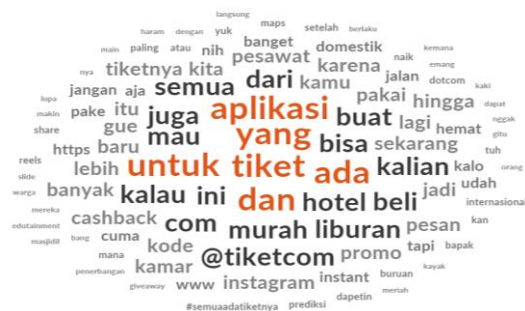 langsung
haram dengan yuk maps setelah berlaku
main paling atau nih banget domestik kemana
nya tiketnya kita pesawat karena naik emang
jangan aja semua dari kamu jalan dotcom kaki
lupa makin pake itu juga aplikasi buat pakai hingga dapat
share gue mau yang bisa lagi hemat nggak gitu
reels https baru sekarang tuh
slide lebih untuk tiket ada kalian kalo orang
warga banyak kalau ini dan hotel beli jadi udah internasional
mereka cashback com murah liburan pesan kan
edutainment masjid8 bang cuma kode @tiketcom promo tapi bapak
mana kamar www instagram instant buruan kayak
penerbangan giveaway dapetin meriah
#semuaadatiketnya prediksi